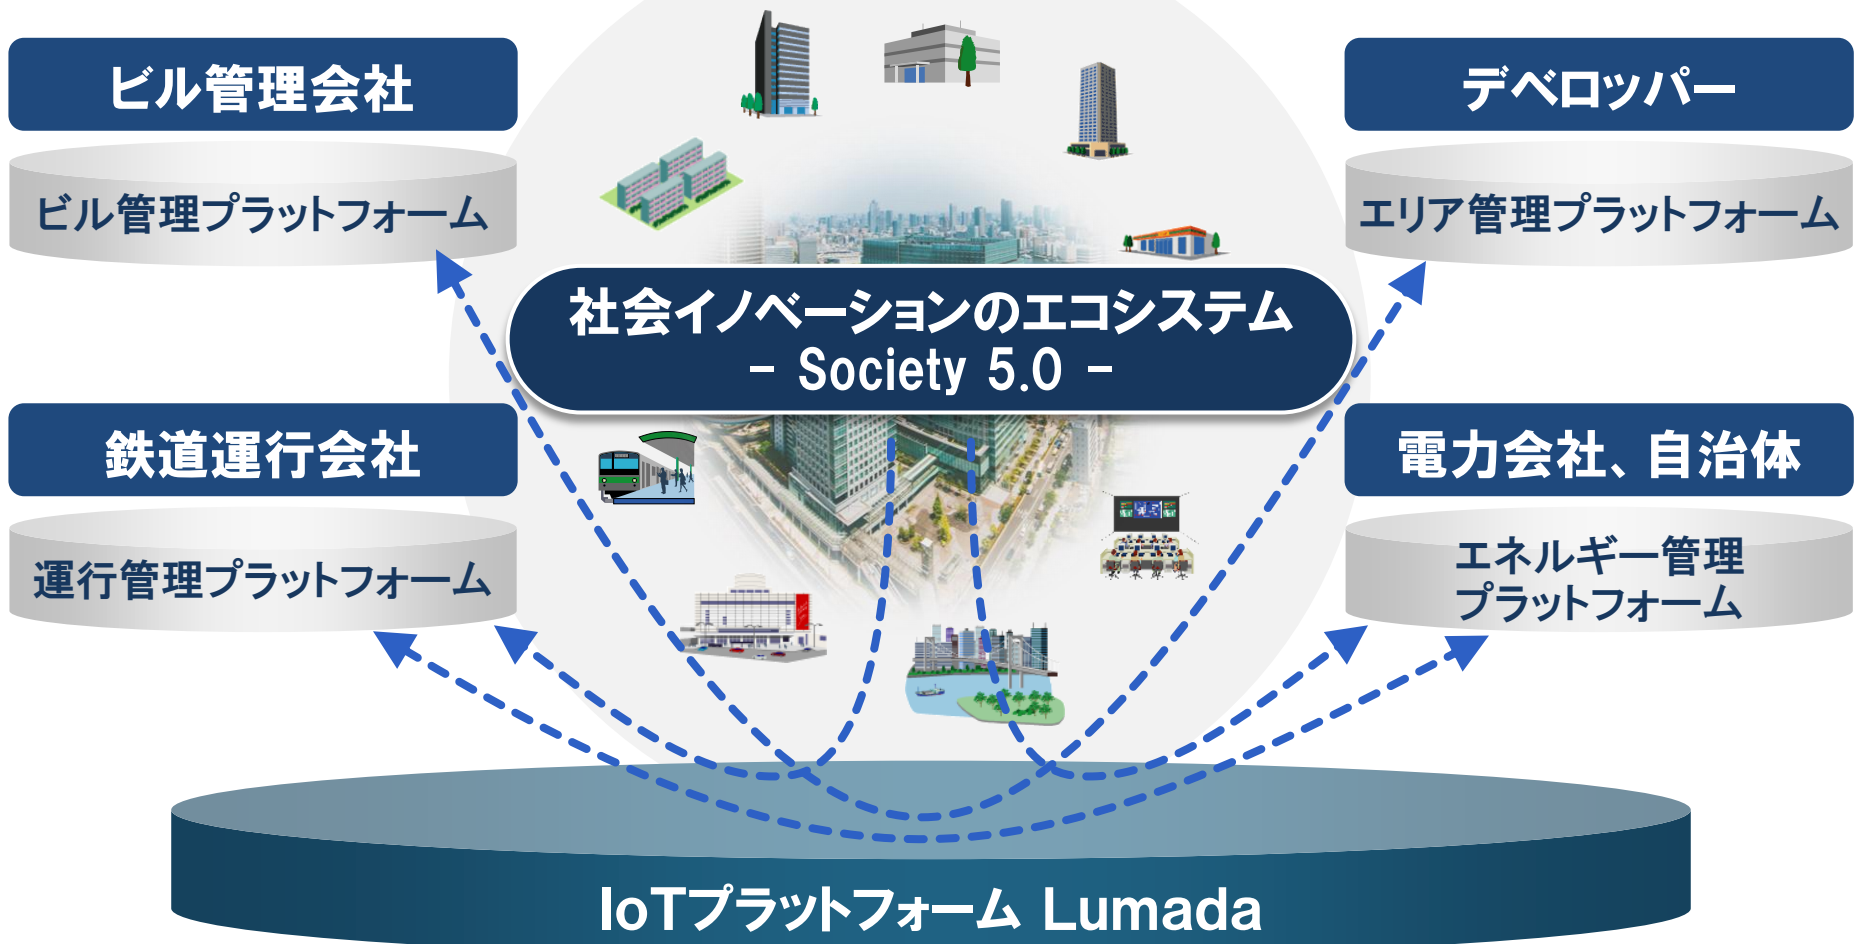 ビル管理会社
ビル管理プラットフォーム
デベロッパー
エリア管理プラットフォーム
社会イノベーションのエコシステム
- Society 5.0 -
鉄道運行会社
運行管理プラットフォーム
電力会社、自治体
エネルギー管理
プラットフォーム
IoTプラットフォーム Lumada